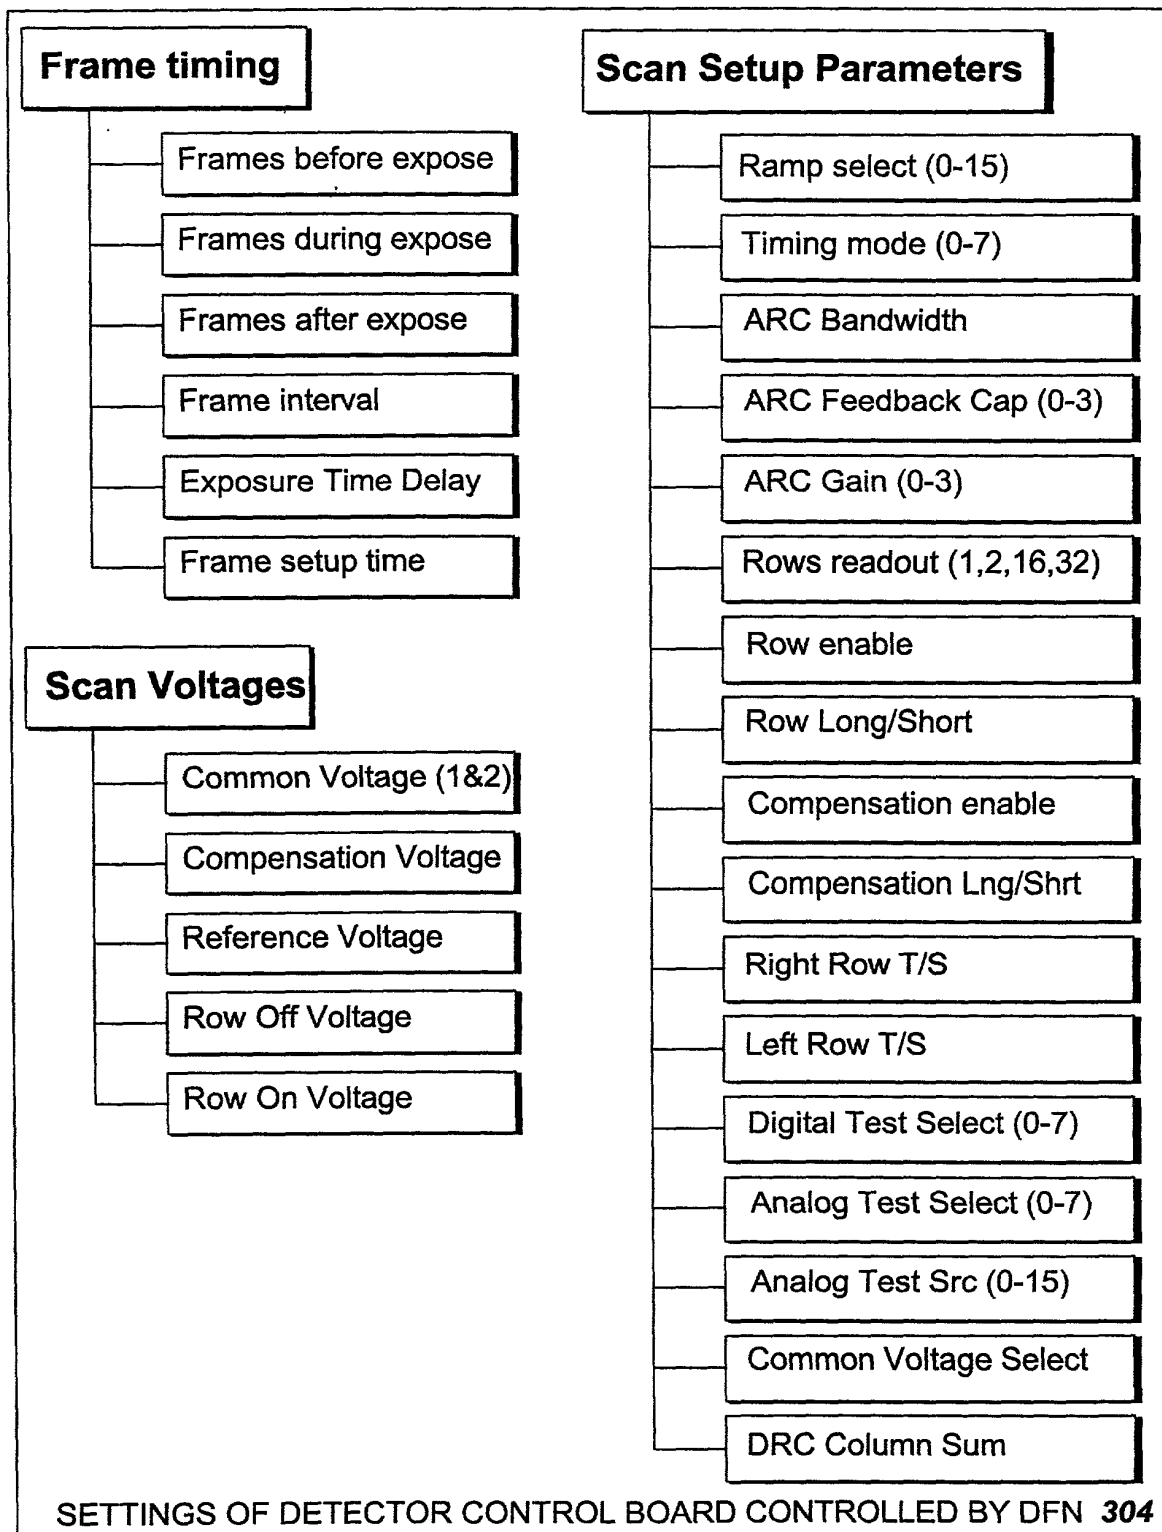 Frame timing
Frames before expose
Frames during expose
Frames after expose
Frame interval
Exposure Time Delay
Frame setup time
Scan Voltages
Common Voltage (1&2)
Compensation Voltage
Reference Voltage
Row Off Voltage
Row On Voltage
Scan Setup Parameters
Ramp select (0-15)
Timing mode (0-7)
ARC Bandwidth
ARC Feedback Cap (0-3)
ARC Gain (0-3)
Rows readout (1,2,16,32)
Row enable
Row Long/Short
Compensation enable
Compensation Lng/Shrt
Right Row T/S
Left Row T/S
Digital Test Select (0-7)
Analog Test Select (0-7)
Analog Test Src (0-15)
Common Voltage Select
DRC Column Sum
SETTINGS OF DETECTOR CONTROL BOARD CONTROLLED BY DFN 304